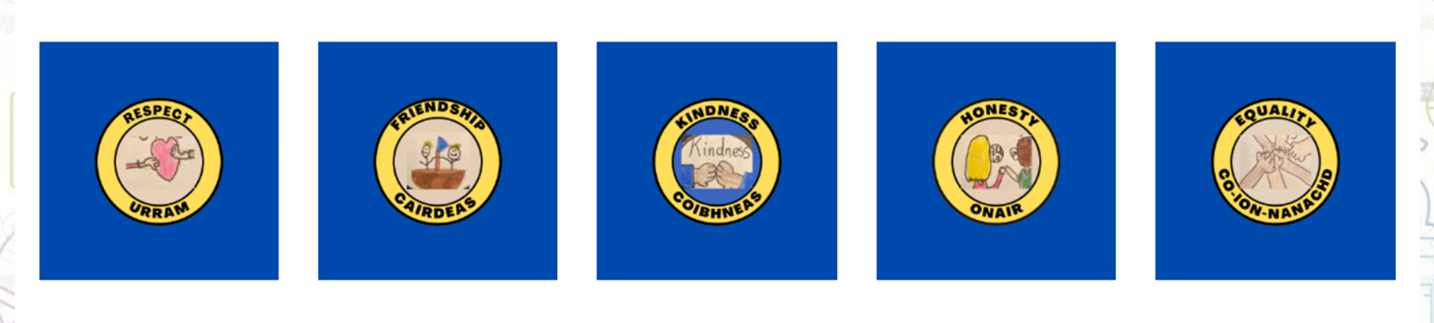 RESPECT
URRAM
FRIENDSHIP
CAIRDEAS
KINDNESS
Kindness
COIBHNEAS
HONESTY
ONAIR
EQUALITY
CO-ION-NANACHD